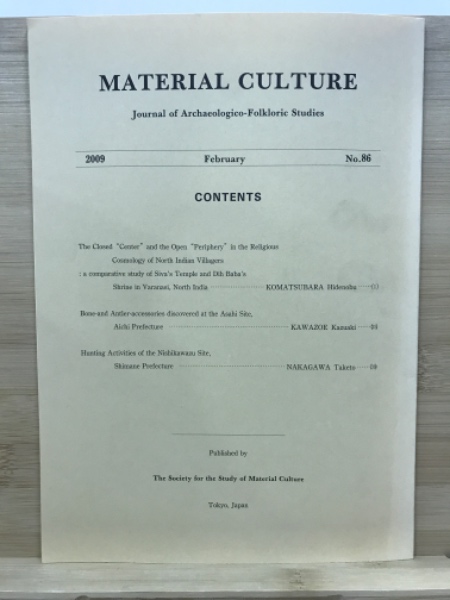 MATERIAL CULTURE
Journal of Archaeologico-Folkloric Studies
2009 February No.86
CONTENTS
The Closed "Center" and the Open "Periphery" in the Religious
Cosmology of North Indian Villagers
: a comparative study of Siva's Temple and Dih Baba's
Shrine in Varanasi, North India KOMATSUBARA Hidenobu
Bone and Antler-accessories discovered at the Asahi Site,
Aichi Prefecture KAWAZOE Kazuaki
Hunting Activities of the Nishikawazu Site,
Shimane Prefecture NAKAGAWA Taketo
Published by
The Society for the Study of Material Culture
Tokyo, Japan